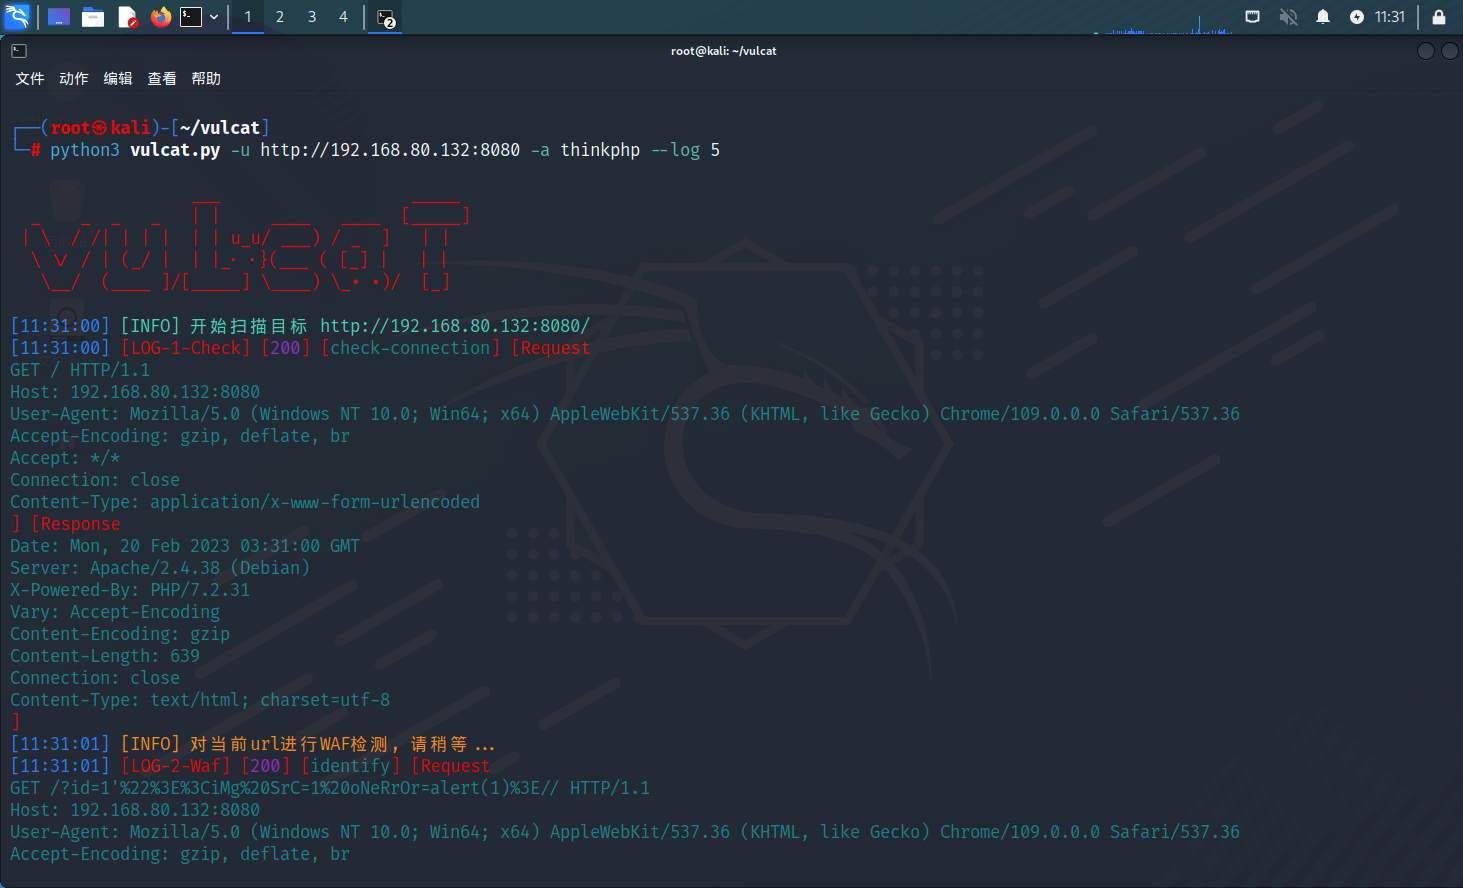 1 2 3 4 2 11:31
root@kali: ~/vulcat
文件 动作 编辑 查看 帮助
┌──(root㉿kali)-[~/vulcat]
└─# python3 vulcat.py -u http://192.168.80.132:8080 -a thinkphp --log 5
[11:31:00] [INFO] 开始扫描目标 http://192.168.80.132:8080/
[11:31:00] [LOG-1-Check] [200] [check-connection] [Request
GET / HTTP/1.1
Host: 192.168.80.132:8080
User-Agent: Mozilla/5.0 (Windows NT 10.0; Win64; x64) AppleWebKit/537.36 (KHTML, like Gecko) Chrome/109.0.0.0 Safari/537.36
Accept-Encoding: gzip, deflate, br
Accept: */*
Connection: close
Content-Type: application/x-www-form-urlencoded
] [Response
Date: Mon, 20 Feb 2023 03:31:00 GMT
Server: Apache/2.4.38 (Debian)
X-Powered-By: PHP/7.2.31
Vary: Accept-Encoding
Content-Encoding: gzip
Content-Length: 639
Connection: close
Content-Type: text/html; charset=utf-8
]
[11:31:01] [INFO] 对当前url进行WAF检测, 请稍等...
[11:31:01] [LOG-2-Waf] [200] [identify] [Request
GET /?id=1'%22%3E%3CiMg%20SrC=1%20oNeRrOr=alert(1)%3E// HTTP/1.1
Host: 192.168.80.132:8080
User-Agent: Mozilla/5.0 (Windows NT 10.0; Win64; x64) AppleWebKit/537.36 (KHTML, like Gecko) Chrome/109.0.0.0 Safari/537.36
Accept-Encoding: gzip, deflate, br